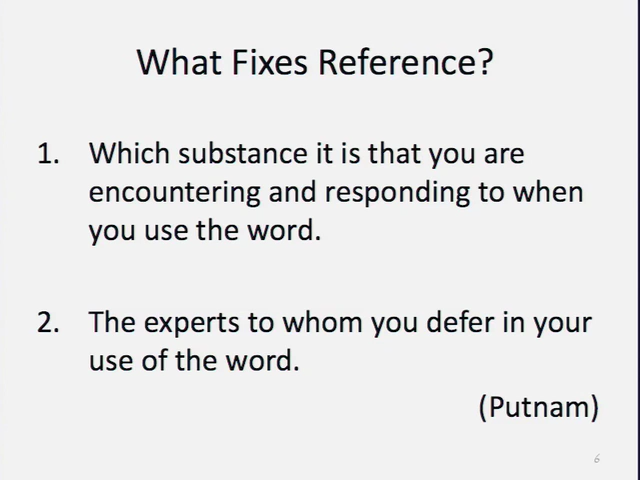 What Fixes Reference?
1. Which substance it is that you are
encountering and responding to when
you use the word.
2. The experts to whom you defer in your
use of the word.
(Putnam)
6